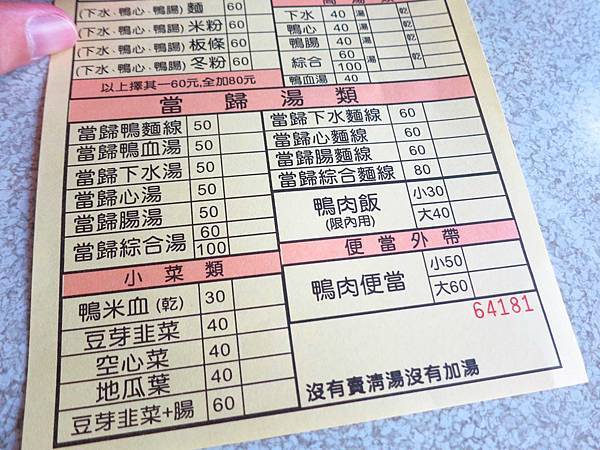 (下水、鴨心、鴨腸) 麵 60
(下水、鴨心、鴨腸) 米粉 60
(下水、鴨心、鴨腸) 板條 60
(下水、鴨心、鴨腸) 冬粉 60
以上擇其一60元,全加80元
湯類
下水 40 湯 乾
鴨心 40
鴨腸 40 湯 乾
綜合 60 100 湯 乾
鴨血湯 40
當歸湯類
當歸鴨麵線 50
當歸鴨血湯 50
當歸下水湯 50
當歸心湯 50
當歸腸湯 50
當歸綜合湯 60 100
當歸下水麵線 60
當歸心麵線 60
當歸腸麵線 60
當歸綜合麵線 80
鴨肉飯 (限內用) 小30 大40
便當外帶
鴨肉便當 小50 大60
64181
小菜類
鴨米血 (乾) 30
豆芽韭菜 40
空心菜 40
地瓜葉 40
豆芽韭菜+腸 60
沒有賣淸湯沒有加湯